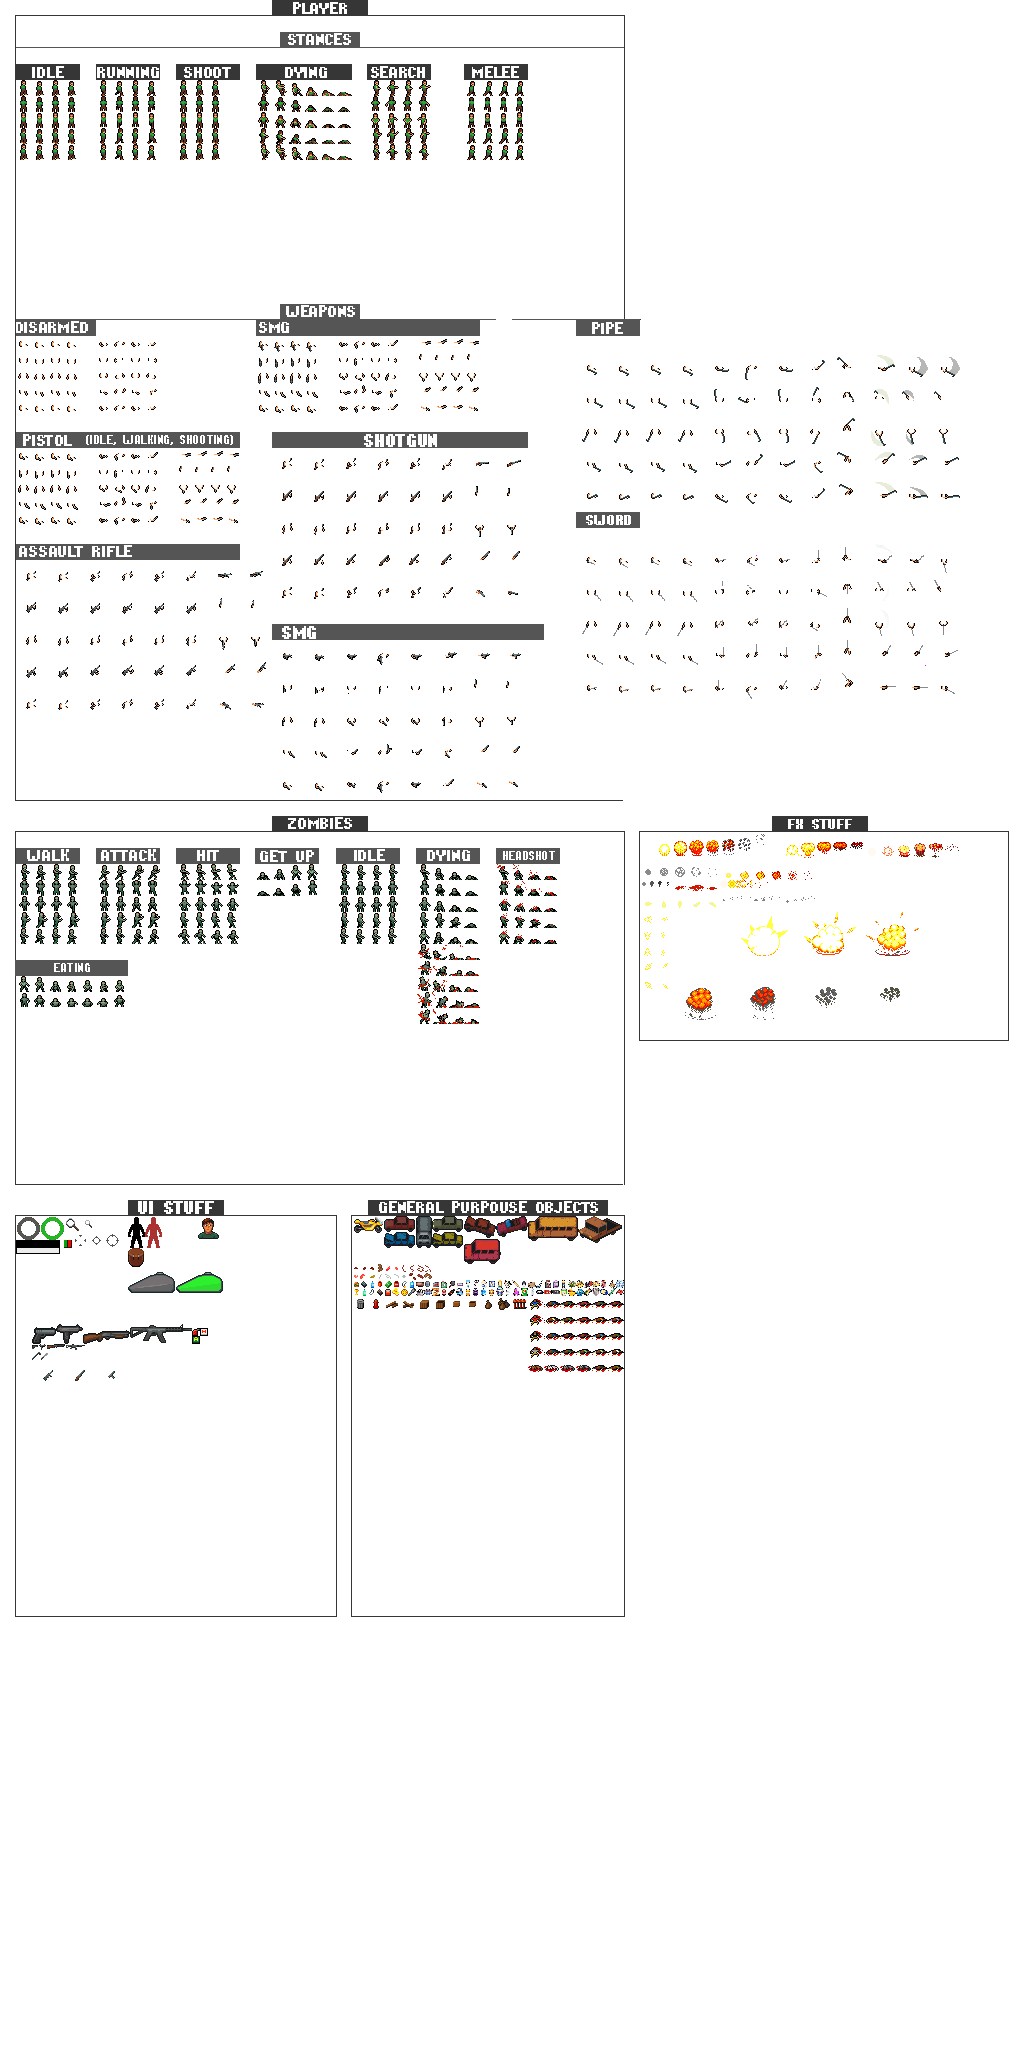 PLAYER
STANCES
IDLE
RUNNING
SHOOT
DYING
SEARCH
MELEE
WEAPONS
DISARMED
SMG
PIPE
PISTOL (IDLE, WALKING, SHOOTING)
SHOTGUN
SWORD
ASSAULT RIFLE
SMG
ZOMBIES
FX STUFF
WALK
ATTACK
HIT
GET UP
IDLE
DYING
HEADSHOT
EATING
UI STUFF
GENERAL PURPOUSE OBJECTS